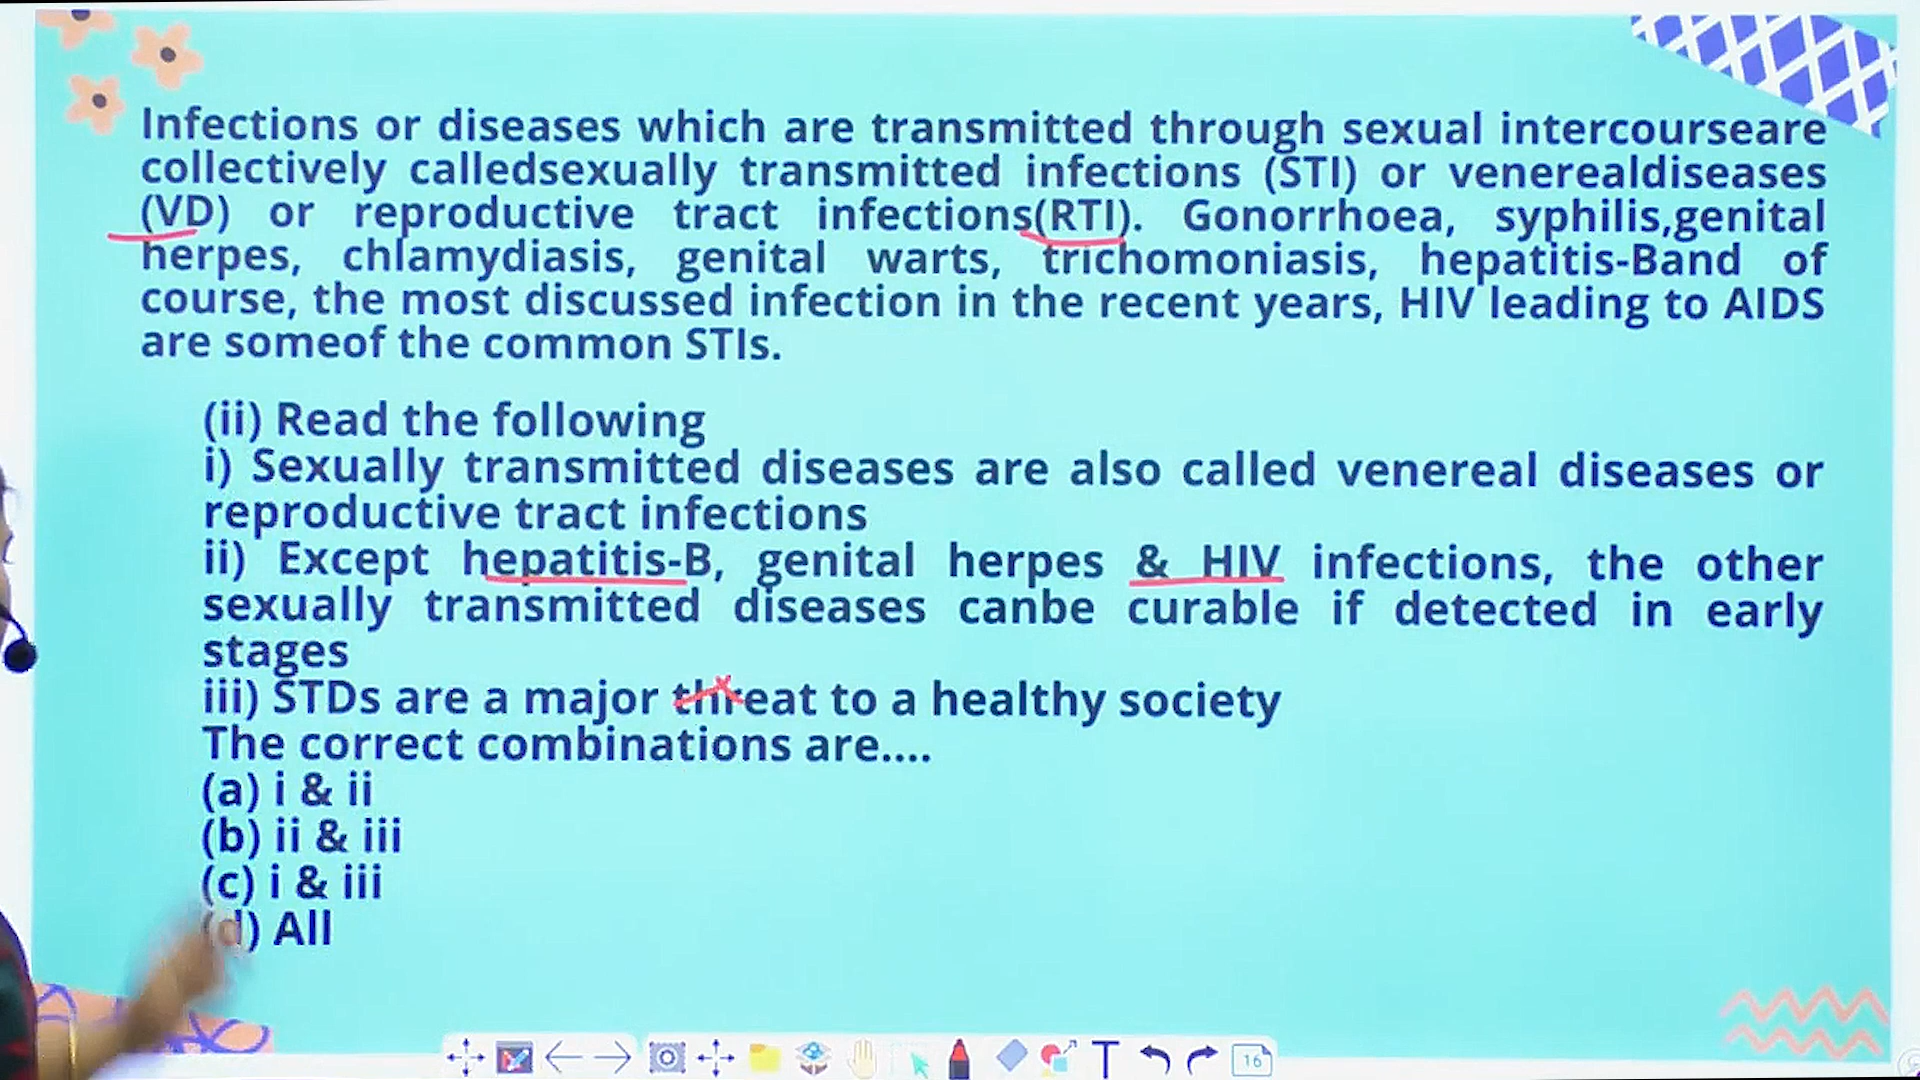 Infections or diseases which are transmitted through sexual intercourseare
collectively calledsexually transmitted infections (STI) or venerealdiseases
(VD) or reproductive tract infections(RTI). Gonorrhoea, syphilis,genital
herpes, chlamydiasis, genital warts, trichomoniasis, hepatitis-Band of
course, the most discussed infection in the recent years, HIV leading to AIDS
are someof the common STIs.
(ii) Read the following
i) Sexually transmitted diseases are also called venereal diseases or
reproductive tract infections
ii) Except hepatitis-B, genital herpes & HIV infections, the other
sexually transmitted diseases canbe curable if detected in early
stages
iii) STDs are a major threat to a healthy society
The correct combinations are....
(a) i & ii
(b) ii & iii
(c) i & iii
(d) All
16